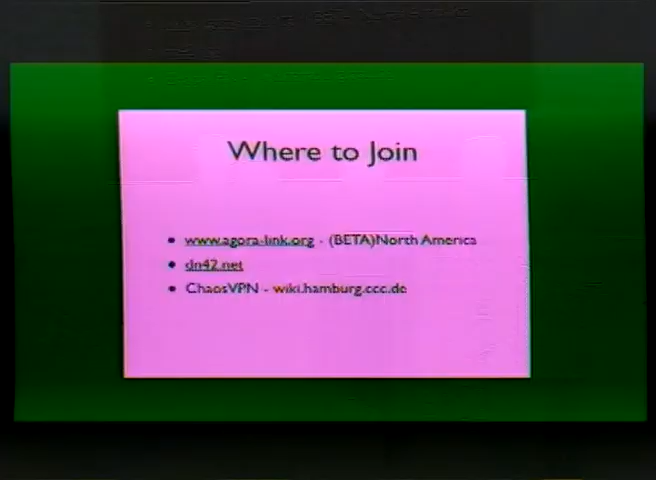 Where to Join
• www.agora-link.org - (BETA)North America
• dn42.net
• ChaosVPN - wiki.hamburg.ccc.de